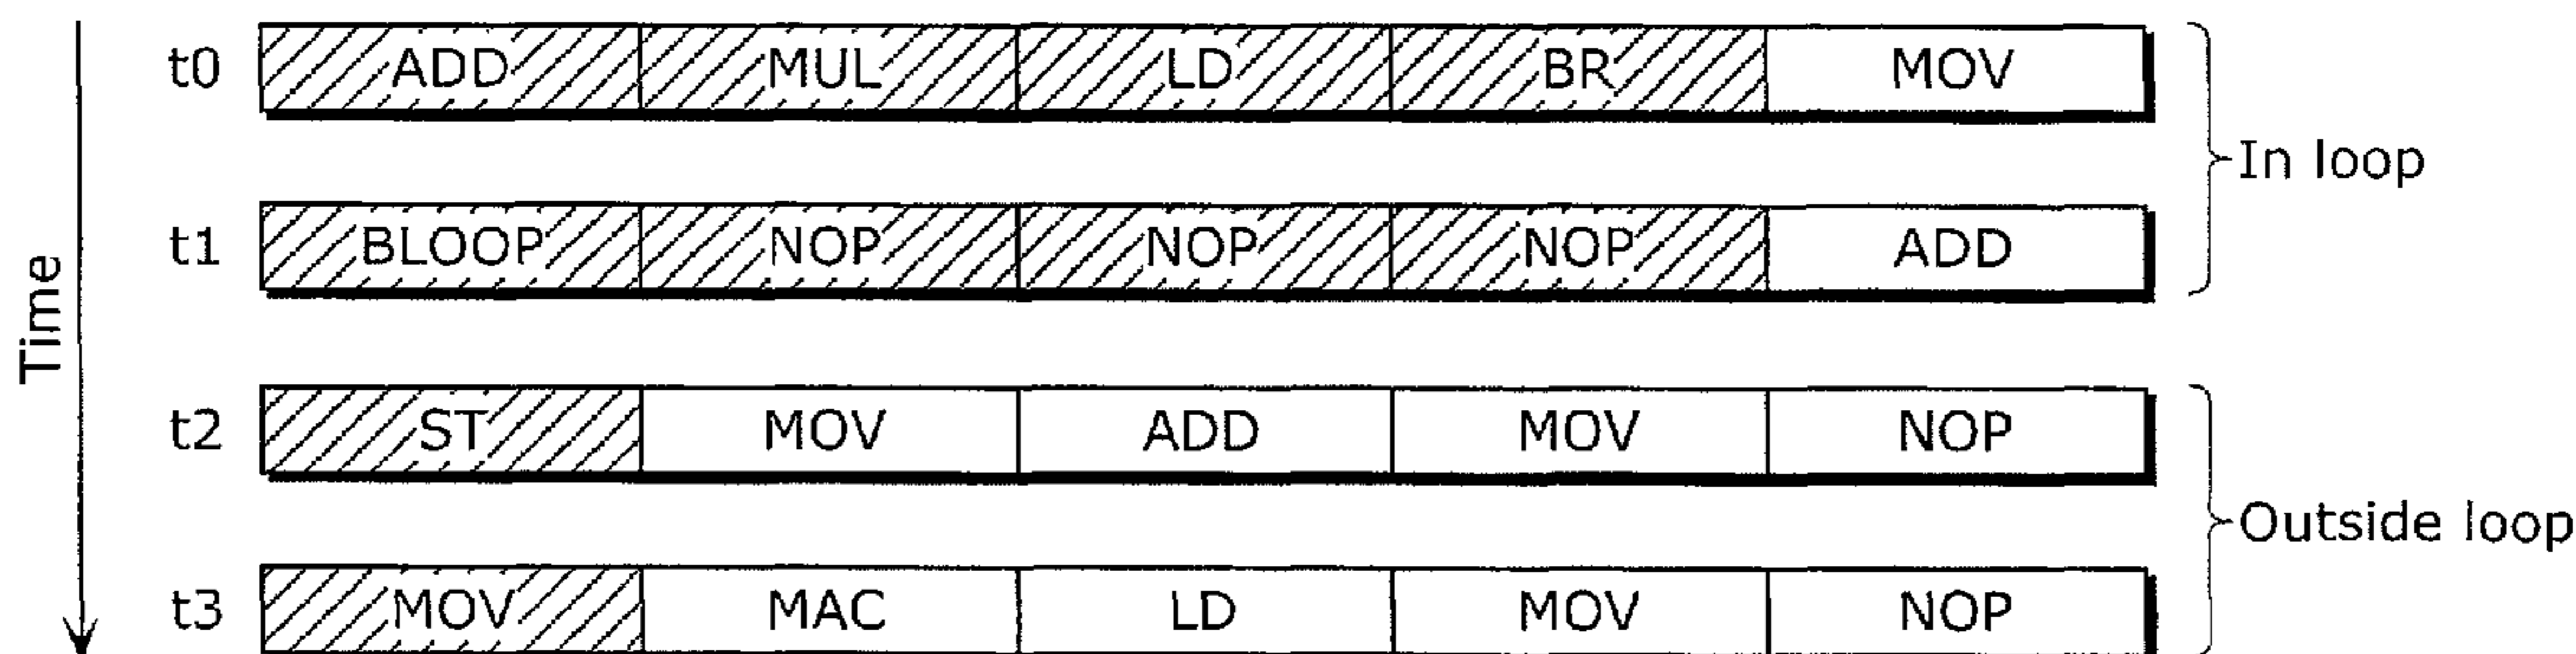 t0 ADD MUL LD BR MOV
In loop
t1 BLOOP NOP NOP NOP ADD
Time
t2 ST MOV ADD MOV NOP
Outside loop
t3 MOV MAC LD MOV NOP